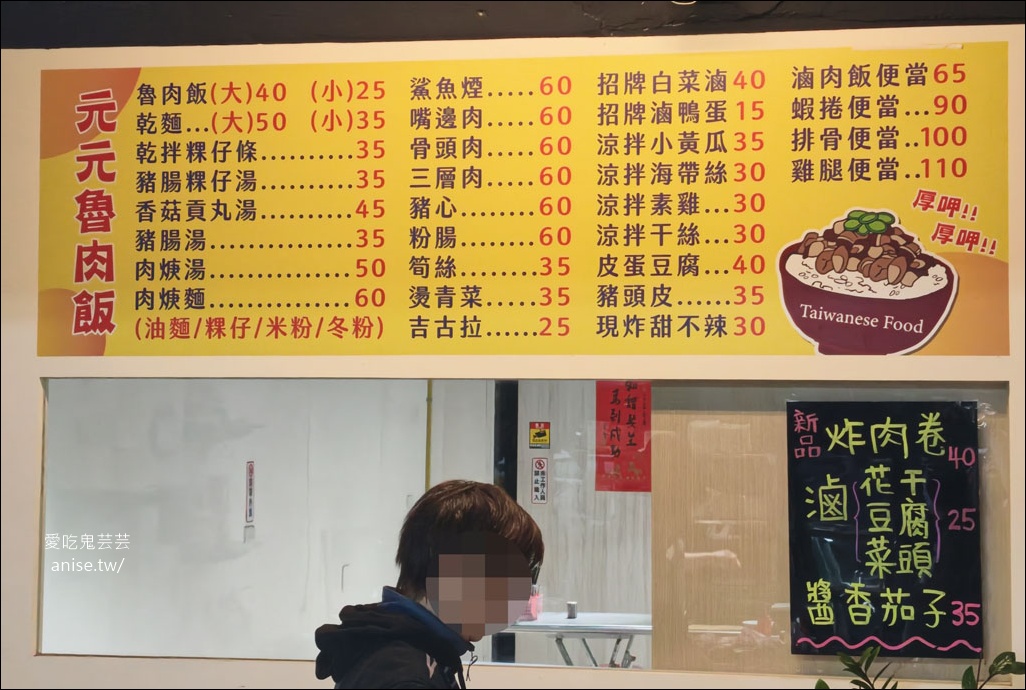 元元魯肉飯
魯肉飯(大)40 (小)25
乾麵...(大)50 (小)35
乾拌粿仔條..........35
豬腸粿仔湯..........35
香菇貢丸湯..........45
豬腸湯...............35
肉焿湯...............50
肉焿麵...............60
(油麵/粿仔/米粉/冬粉)
鯊魚煙.....60
嘴邊肉.....60
骨頭肉.....60
三層肉.....60
豬心........60
粉腸........60
筍絲........35
燙青菜.....35
吉古拉......25
招牌白菜滷40
招牌滷鴨蛋15
涼拌小黃瓜35
涼拌海帶絲30
涼拌素雞...30
涼拌干絲...30
皮蛋豆腐...40
豬頭皮......35
現炸甜不辣30
滷肉飯便當65
蝦捲便當...90
排骨便當..100
雞腿便當..110
厚呷!!
厚呷!!
Taiwanese Food
新品
炸肉卷40
滷 花干 豆腐 菜頭 25
醬香茄子35
愛吃鬼芸芸
anise.tw/